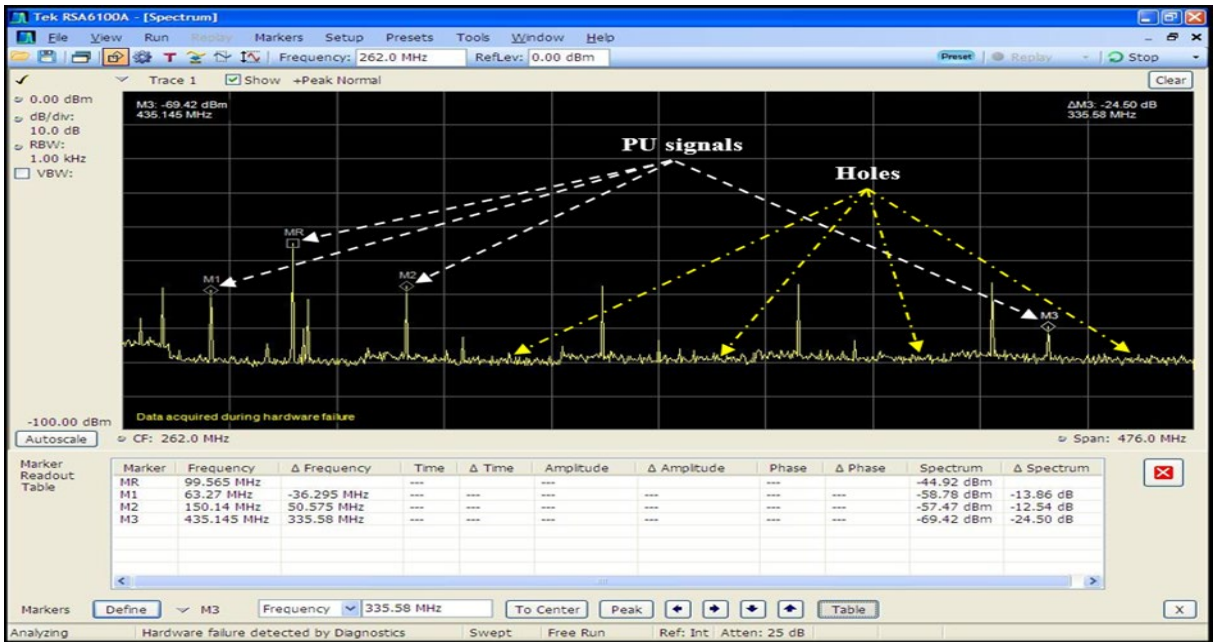 Tek RSA6100A - [Spectrum]
File View Run Replay Markers Setup Presets Tools Window Help
Frequency: 262.0 MHz RefLev: 0.00 dBm Preset Replay Stop
Trace 1 Show +Peak Normal Clear
0.00 dBm
dB/div:
10.0 dB
RBW:
1.00 kHz
VBW:
-100.00 dBm
Autoscale
M3: -69.42 dBm
435.145 MHz
ΔM3: -24.50 dB
335.58 MHz
PU signals
Holes
MR
M1
M2
M3
Data acquired during hardware failure
CF: 262.0 MHz Span: 476.0 MHz
Marker
Readout
Table
Marker Frequency Δ Frequency Time Δ Time Amplitude Δ Amplitude Phase Δ Phase Spectrum Δ Spectrum
MR 99.565 MHz --- --- --- -44.92 dBm
M1 63.27 MHz -36.295 MHz --- --- --- --- --- --- -58.78 dBm -13.86 dB
M2 150.14 MHz 50.575 MHz --- --- --- --- --- --- -57.47 dBm -12.54 dB
M3 435.145 MHz 335.58 MHz --- --- --- --- --- --- -69.42 dBm -24.50 dB
Markers Define M3 Frequency 335.58 MHz To Center Peak Table X
Analyzing Hardware failure detected by Diagnostics Swept Free Run Ref: Int Atten: 25 dB